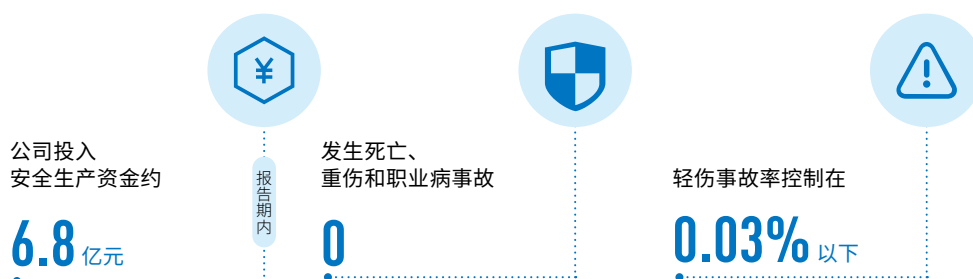 ¥
公司投入
安全生产资金约
6.8 亿元
报告期内
发生死亡、
重伤和职业病事故
0
轻伤事故率控制在
0.03% 以下